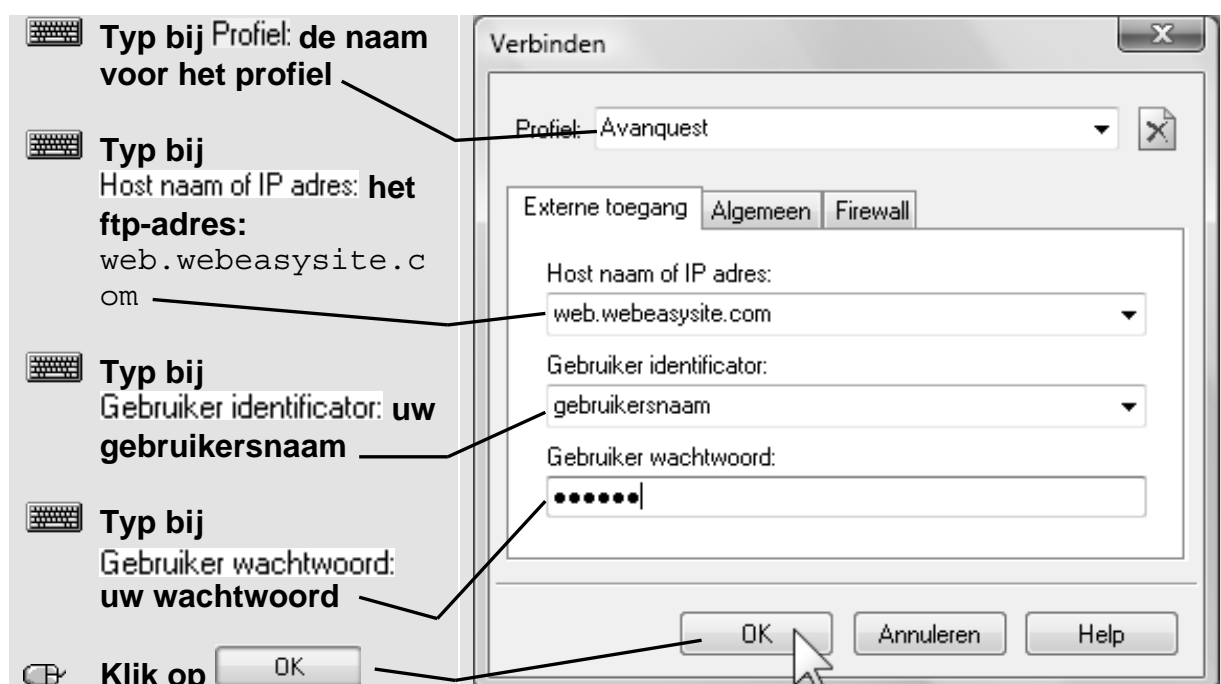 Typ bij Profiel: de naam
voor het profiel
Typ bij
Host naam of IP adres: het
ftp-adres:
web.webeasysite.c
om
Typ bij
Gebruiker identificator: uw
gebruikersnaam
Typ bij
Gebruiker wachtwoord:
uw wachtwoord
Klik op OK
Verbinden
Profiel: Avanquest
Externe toegang Algemeen Firewall
Host naam of IP adres:
web.webeasysite.com
Gebruiker identificator:
gebruikersnaam
Gebruiker wachtwoord:
●●●●●●
OK Annuleren Help